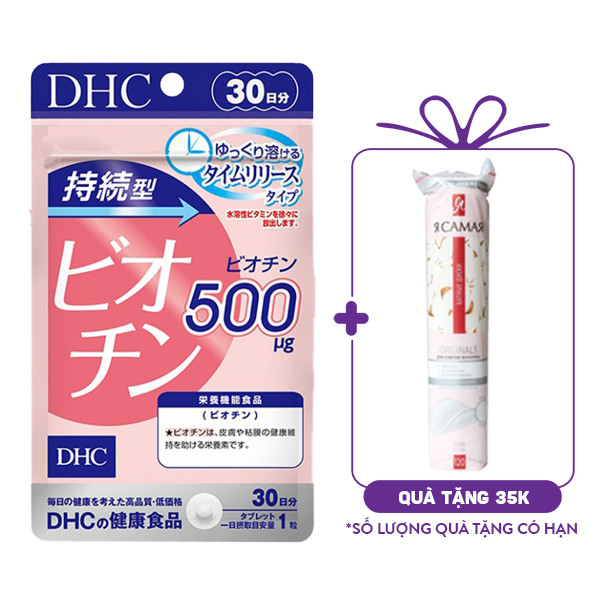 DHC
30日分
ゆっくり溶ける
タイムリリース
タイプ
水溶性ビタミンを徐々に
放出します。
持続型
ビオチン
ビオチン
500
µg
栄養機能食品
(ビオチン)
★ビオチンは、皮膚や粘膜の健康維
持を助ける栄養素です。
DHC
毎日の健康を考えた高品質・低価格
DHCの健康食品
30日分
タブレット
一日摂取目安量1粒
+
Я САМАЯ
ВАТНЫЕ ДИСКИ
ORIGINALS
120
QUÀ TẶNG 35K
*SỐ LƯỢNG QUÀ TẶNG CÓ HẠN